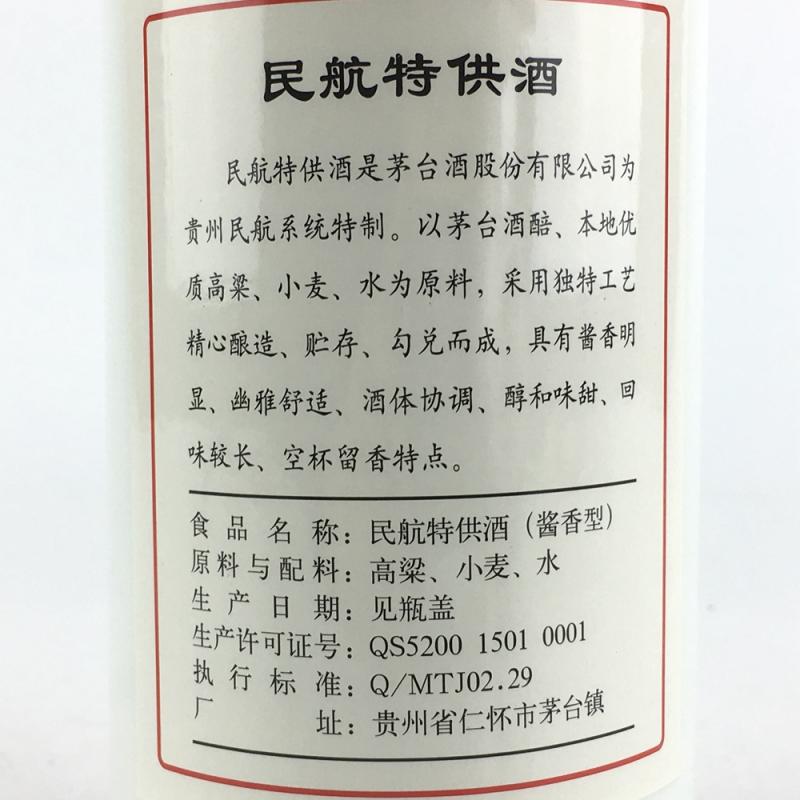 民航特供酒
民航特供酒是茅台酒股份有限公司为
贵州民航系统特制。以茅台酒醅、本地优
质高粱、小麦、水为原料，采用独特工艺
精心酿造、贮存、勾兑而成，具有酱香明
显、幽雅舒适、酒体协调、醇和味甜、回
味较长、空杯留香特点。
食品名称：民航特供酒（酱香型）
原料与配料：高粱、小麦、水
生产日期：见瓶盖
生产许可证号：QS5200 1501 0001
执行标准：Q/MTJ02.29
厂址：贵州省仁怀市茅台镇